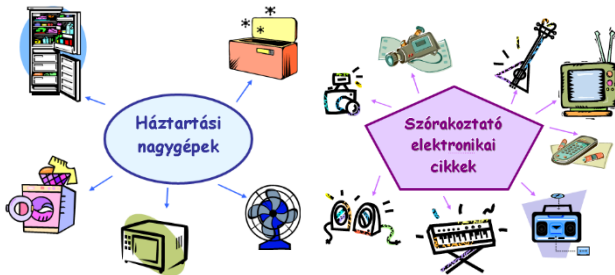 Háztartási
nagygépek
Szórakoztató
elektronikai
cikkek